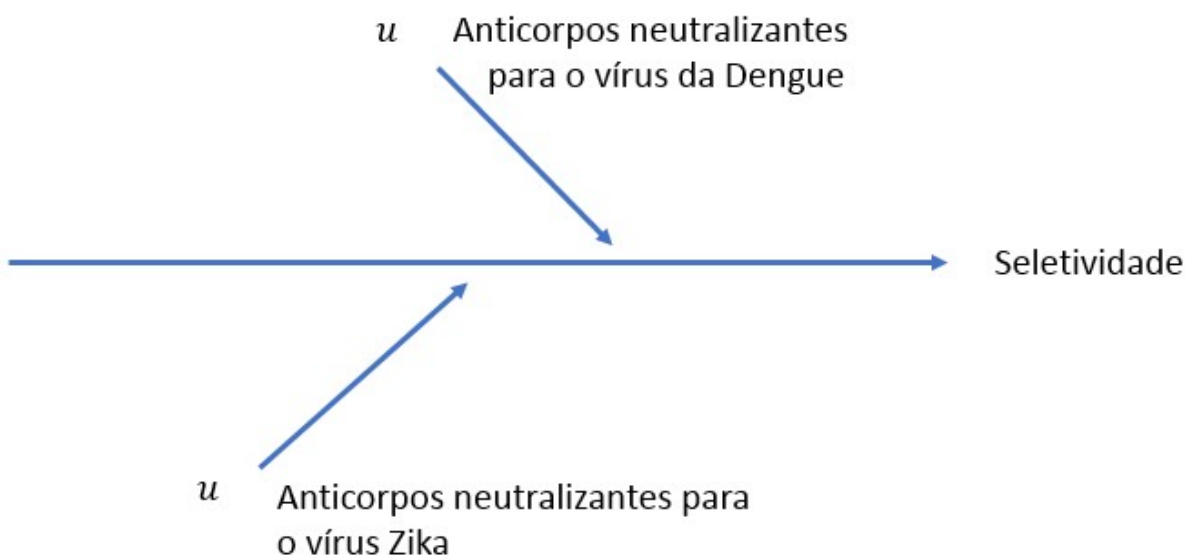 u Anticorpos neutralizantes
para o vírus da Dengue
Seletividade
u Anticorpos neutralizantes para
o vírus Zika